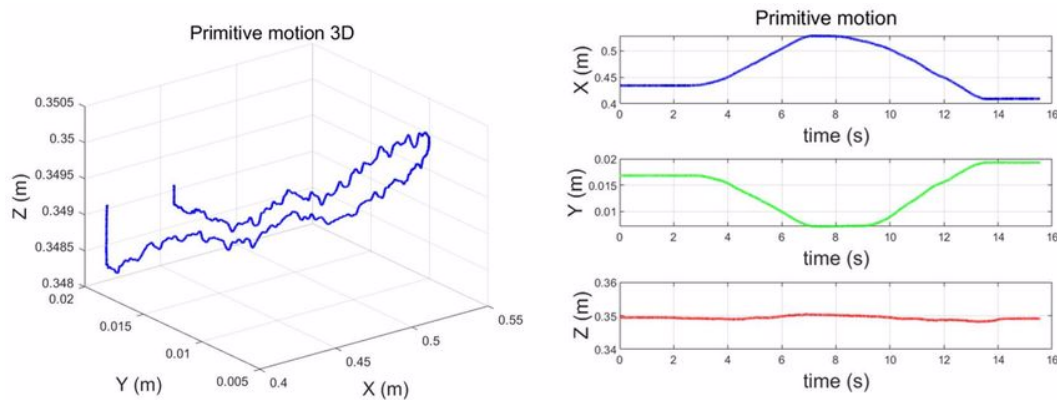 Primitive motion 3D
0.3505
0.35
0.3495
0.349
0.3485
0.348
Z (m)
0.02
0.015
0.01
0.005
Y (m)
0.4
0.45
0.5
0.55
X (m)
Primitive motion
X (m)
0.5
0.45
0.4
0 2 4 6 8 10 12 14 16
time (s)
Y (m)
0.02
0.015
0.01
0 2 4 6 8 10 12 14 16
time (s)
Z (m)
0.36
0.35
0.34
0 2 4 6 8 10 12 14 16
time (s)